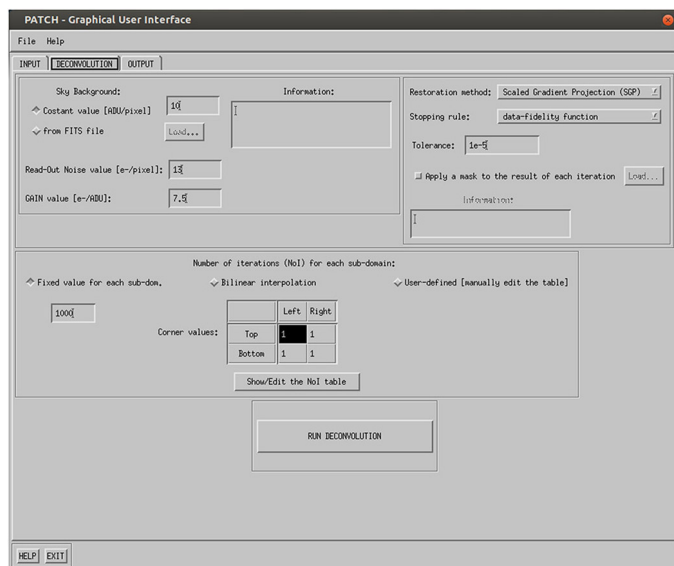 PATCH - Graphical User Interface
File Help
INPUT DECONVOLUTION OUTPUT
Sky Background:
Costant value [ADU/pixel] 10
from FITS file Load...
Information:
Read-Out Noise value [e-/pixel]: 13
GAIN value [e-/ADU]: 7.5
Restoration method: Scaled Gradient Projection (SGP)
Stopping rule: data-fidelity function
Tolerance: 1e-5
Apply a mask to the result of each iteration Load...
Information:
Number of iterations (NoI) for each sub-domain:
Fixed value for each sub-dom. Bilinear interpolation User-defined [manually edit the table]
1000
Left Right
Corner values: Top 1 1
Bottom 1 1
Show/Edit the NoI table
RUN DECONVOLUTION
HELP EXIT